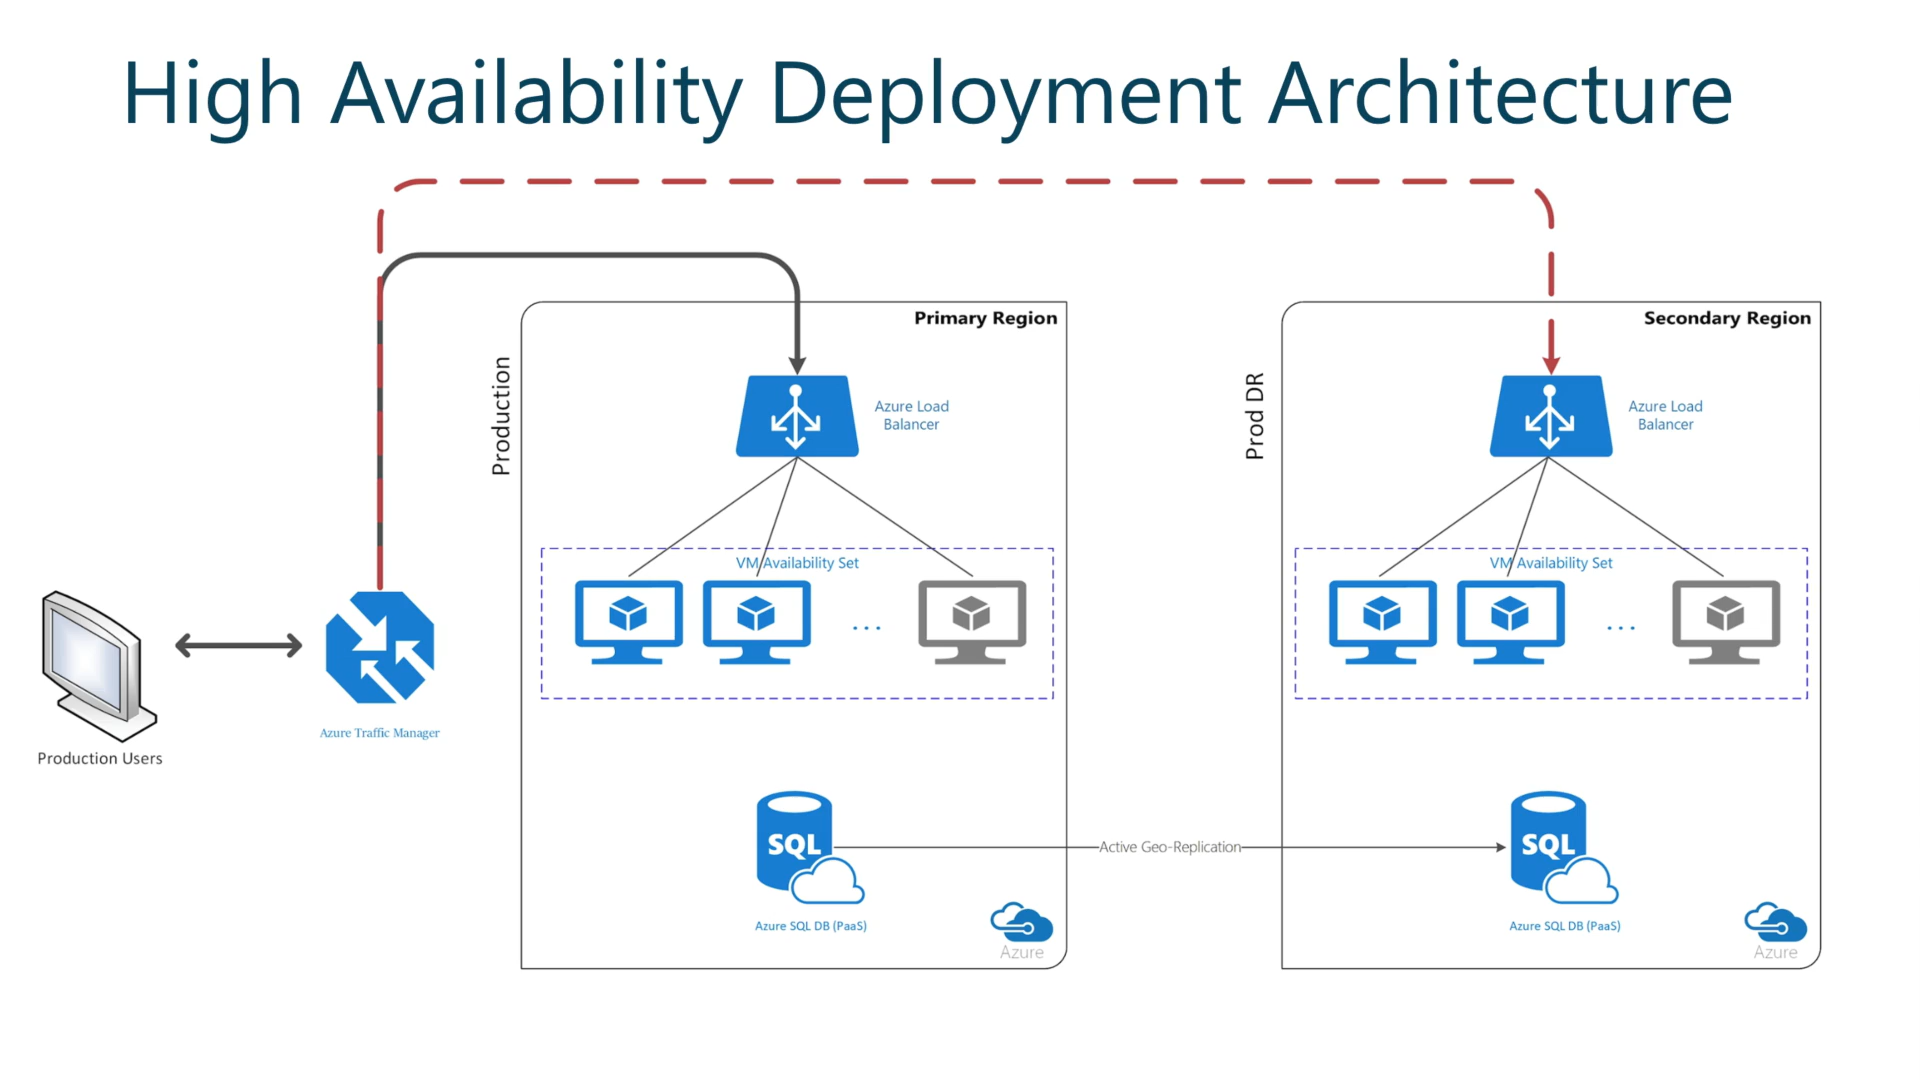 High Availability Deployment Architecture
Primary Region
Production
Azure Load
Balancer
VM Availability Set
...
SQL
Azure SQL DB (PaaS)
Azure
Secondary Region
Prod DR
Azure Load
Balancer
VM Availability Set
...
SQL
Azure SQL DB (PaaS)
Azure
Active Geo-Replication
Azure Traffic Manager
Production Users